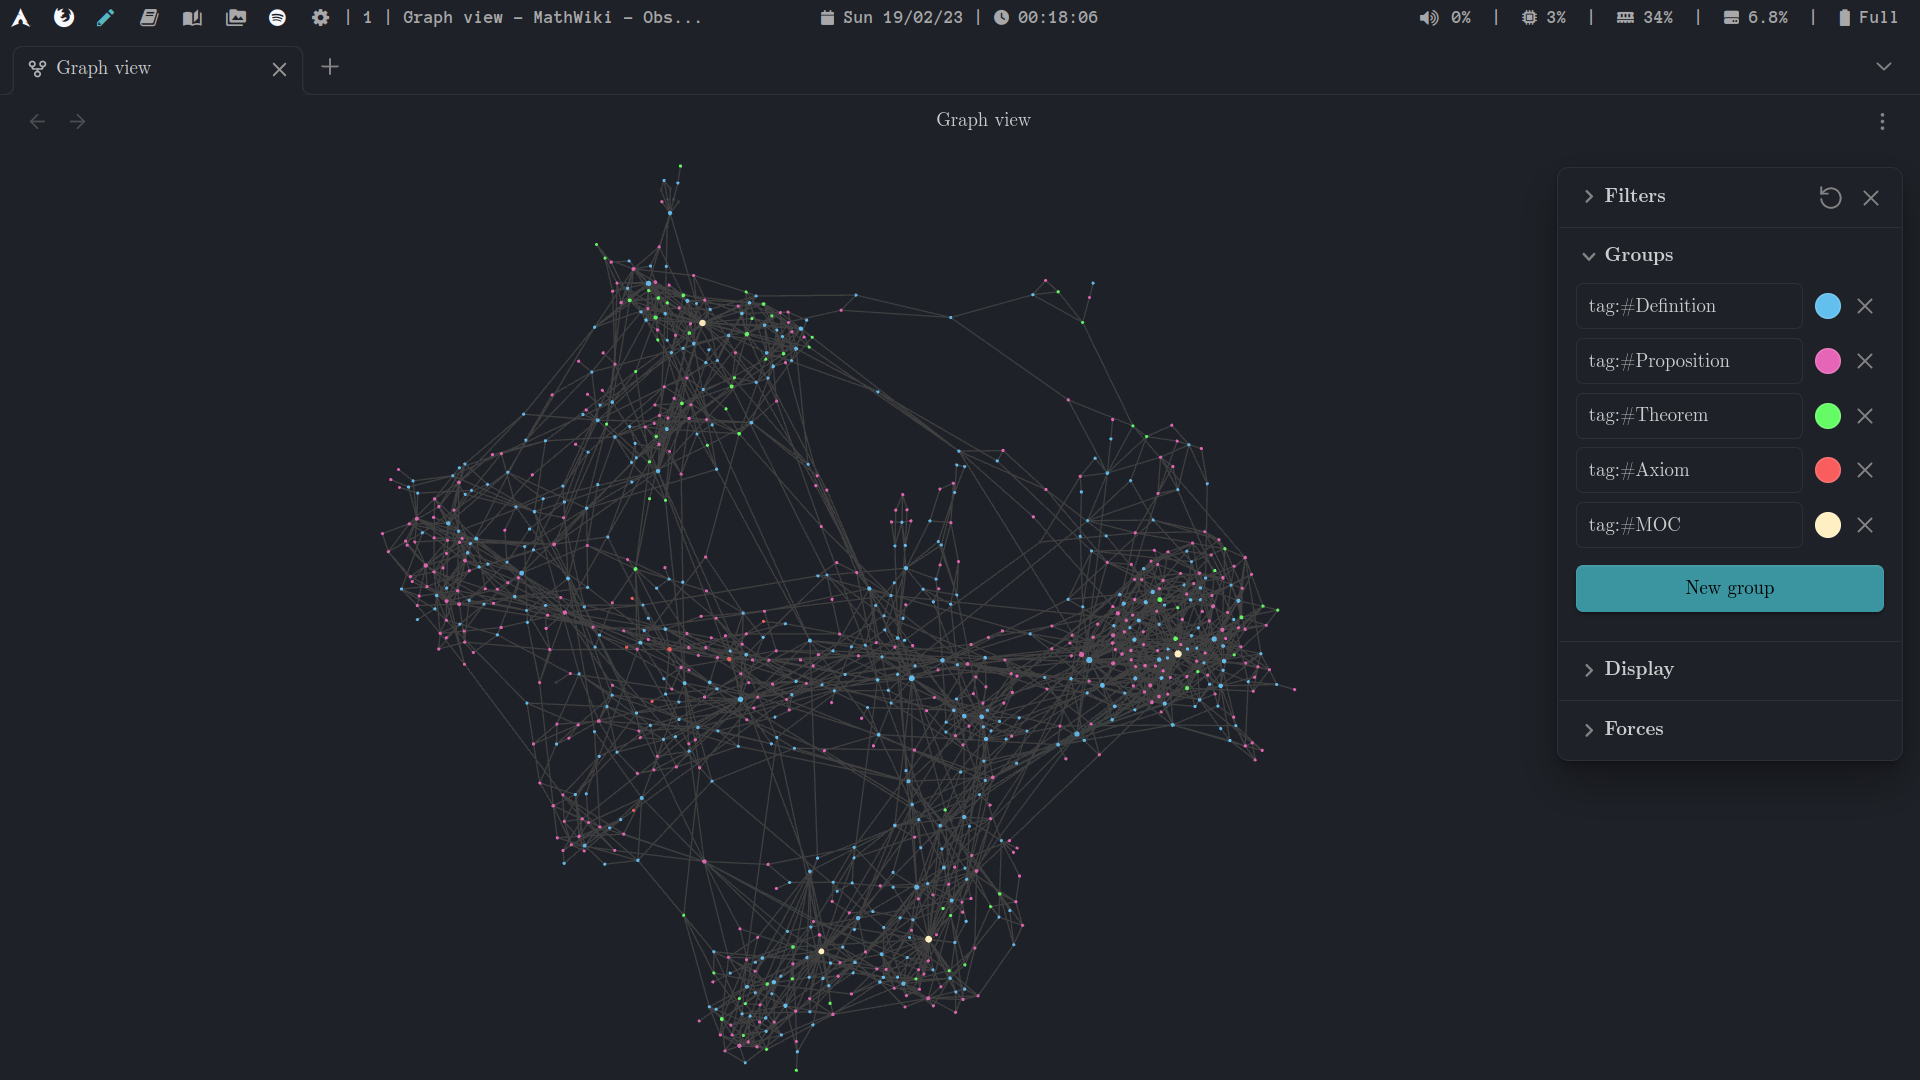 | 1 | Graph view – MathWiki – Obs... Sun 19/02/23 | 00:18:06 0% | 3% | 34% | 6.8% | Full
Graph view
Graph view
Filters
Groups
tag:#Definition
tag:#Proposition
tag:#Theorem
tag:#Axiom
tag:#MOC
New group
Display
Forces